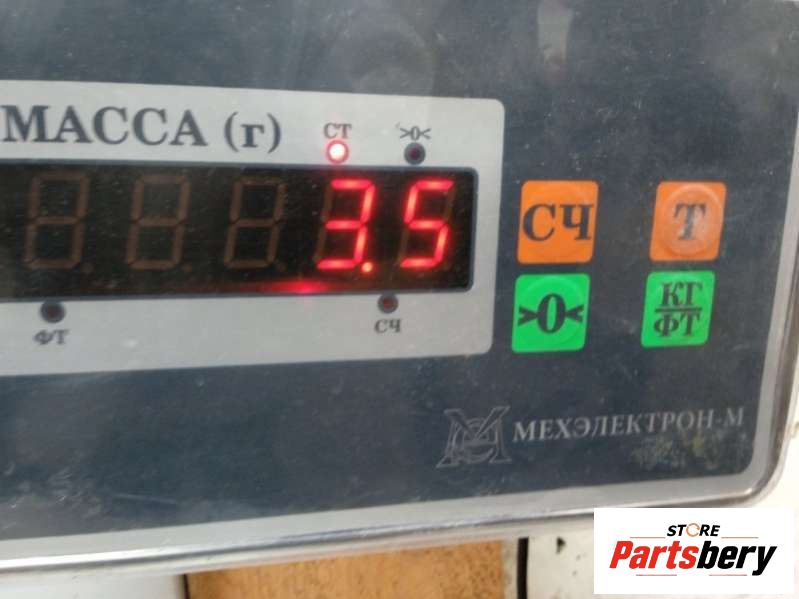 МАССА (г)
СТ
>0<
3.5
ФТ
СЧ
СЧ
Т
>0<
КГ
ФТ
МЕХЭЛЕКТРОН-М
STORE
Partsbery